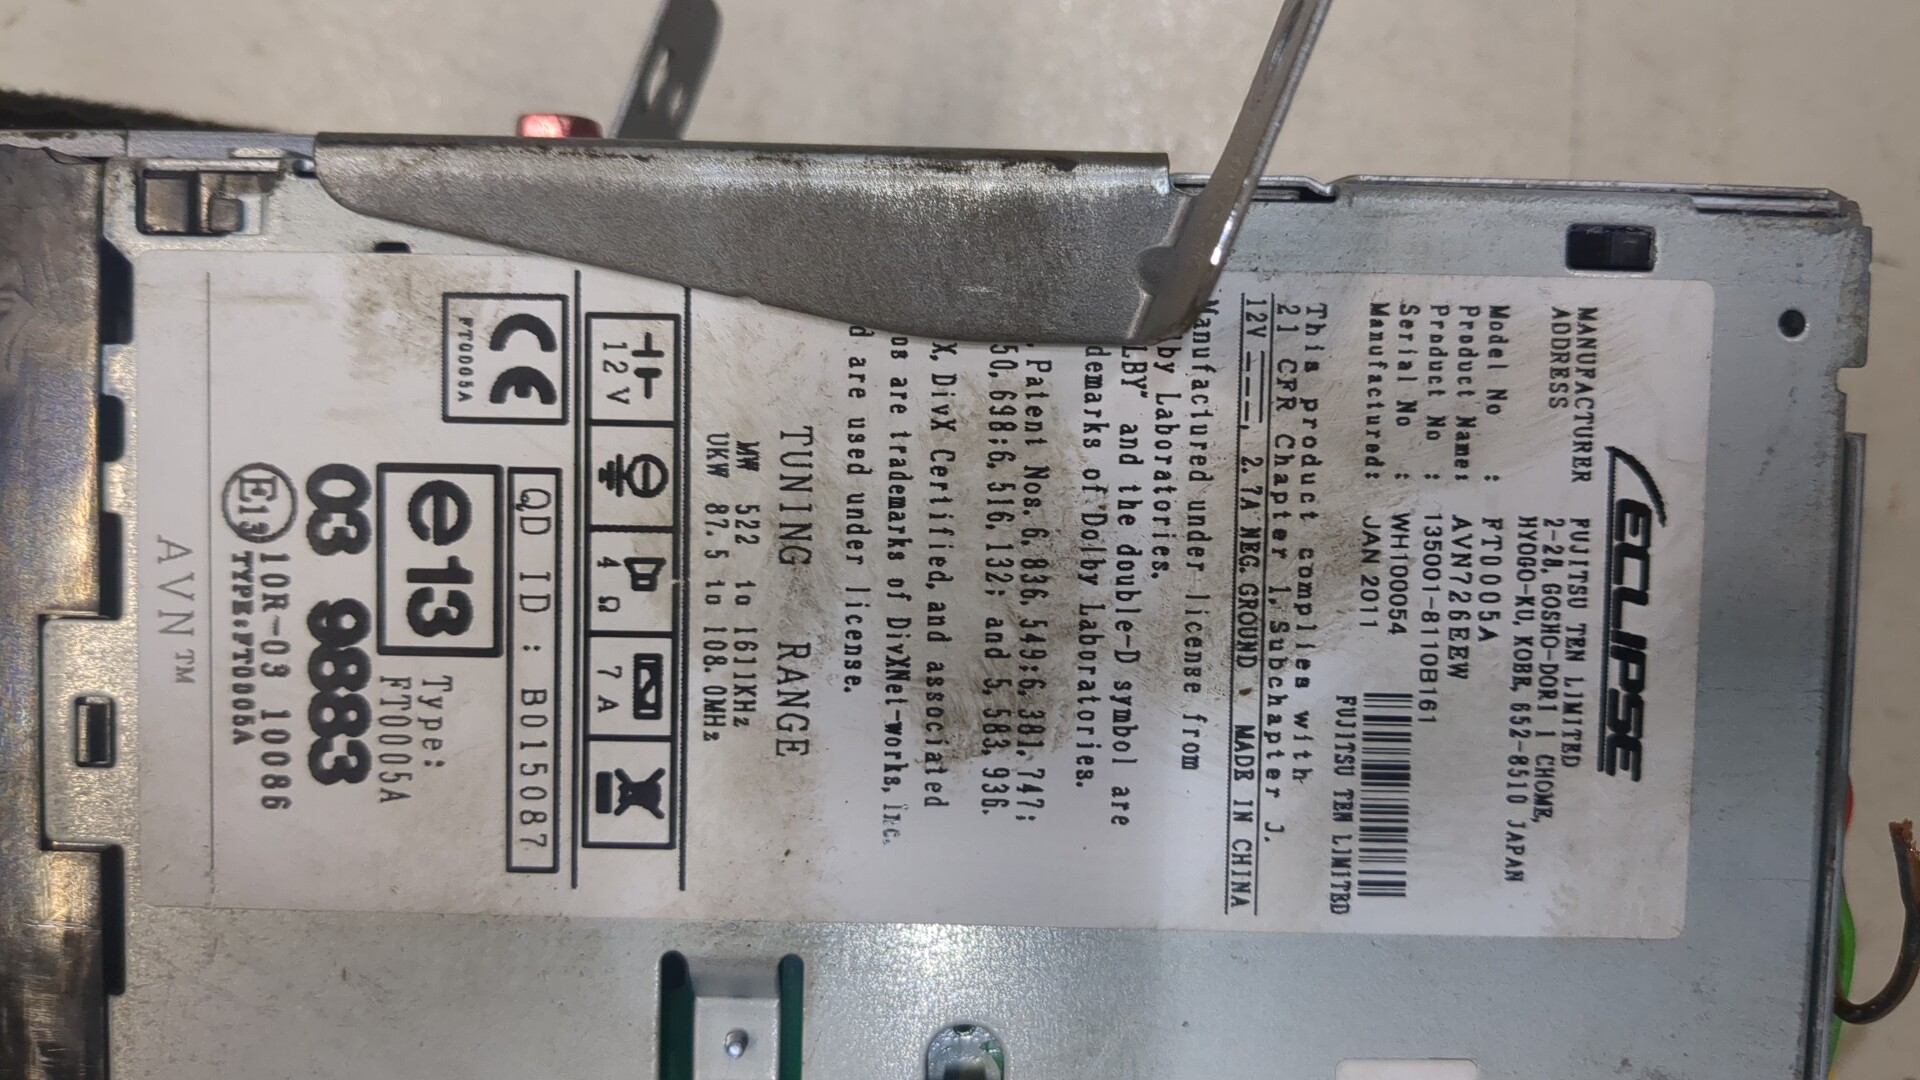 ECLIPSE
MANUFACTURER FUJITSU TEN LIMITED
ADDRESS 2-28, GOSHO-DORI 1 CHOME,
HYOGO-KU, KOBE, 652-8510 JAPAN
Model No : FT0005A
Product Name: AVN726EEW
Product No : 135001-8110B161
Serial No : WH100054
Manufactured: JAN 2011
FUJITSU TEN LIMITED
This product complies with
21 CFR Chapter 1, Subchapter J.
12V ⎓, 2.7A NEG. GROUND MADE IN CHINA
Manufactured under license from
by Laboratories.
LBY" and the double-D symbol are
demarks of Dolby Laboratories.
Patent Nos. 6,836,549;6,381,747;
50,698;6,516,132; and 5,583,936.
X, DivX Certified, and associated
os are trademarks of DivXNet-works, Inc.
d are used under license.
TUNING RANGE
MW 522 to 1611KHz
UKW 87.5 to 108.0MHz
12V 4Ω 7A
CE
FT0005A
QD ID : B015087
e13
Type:
FT0005A
03 9883
E13 10R-03 10086
TYPE:FT0005A
AVN™